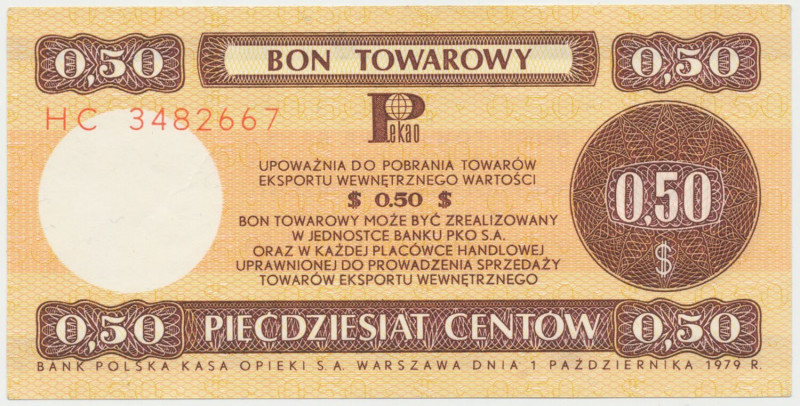 0,50 BON TOWAROWY 0,50
HC 3482667
Pekao
UPOWAŻNIA DO POBRANIA TOWARÓW
EKSPORTU WEWNĘTRZNEGO WARTOŚCI
$ 0.50 $
BON TOWAROWY MOŻE BYĆ ZREALIZOWANY
W JEDNOSTCE BANKU PKO S.A.
ORAZ W KAŻDEJ PLACÓWCE HANDLOWEJ
UPRAWNIONEJ DO PROWADZENIA SPRZEDAŻY
TOWARÓW EKSPORTU WEWNĘTRZNEGO
0,50
$
0,50 PIEĆDZIESIAT CENTÓW 0,50
BANK POLSKA KASA OPIEKI S.A. WARSZAWA DNIA 1 PAŹDZIERNIKA 1979 R.